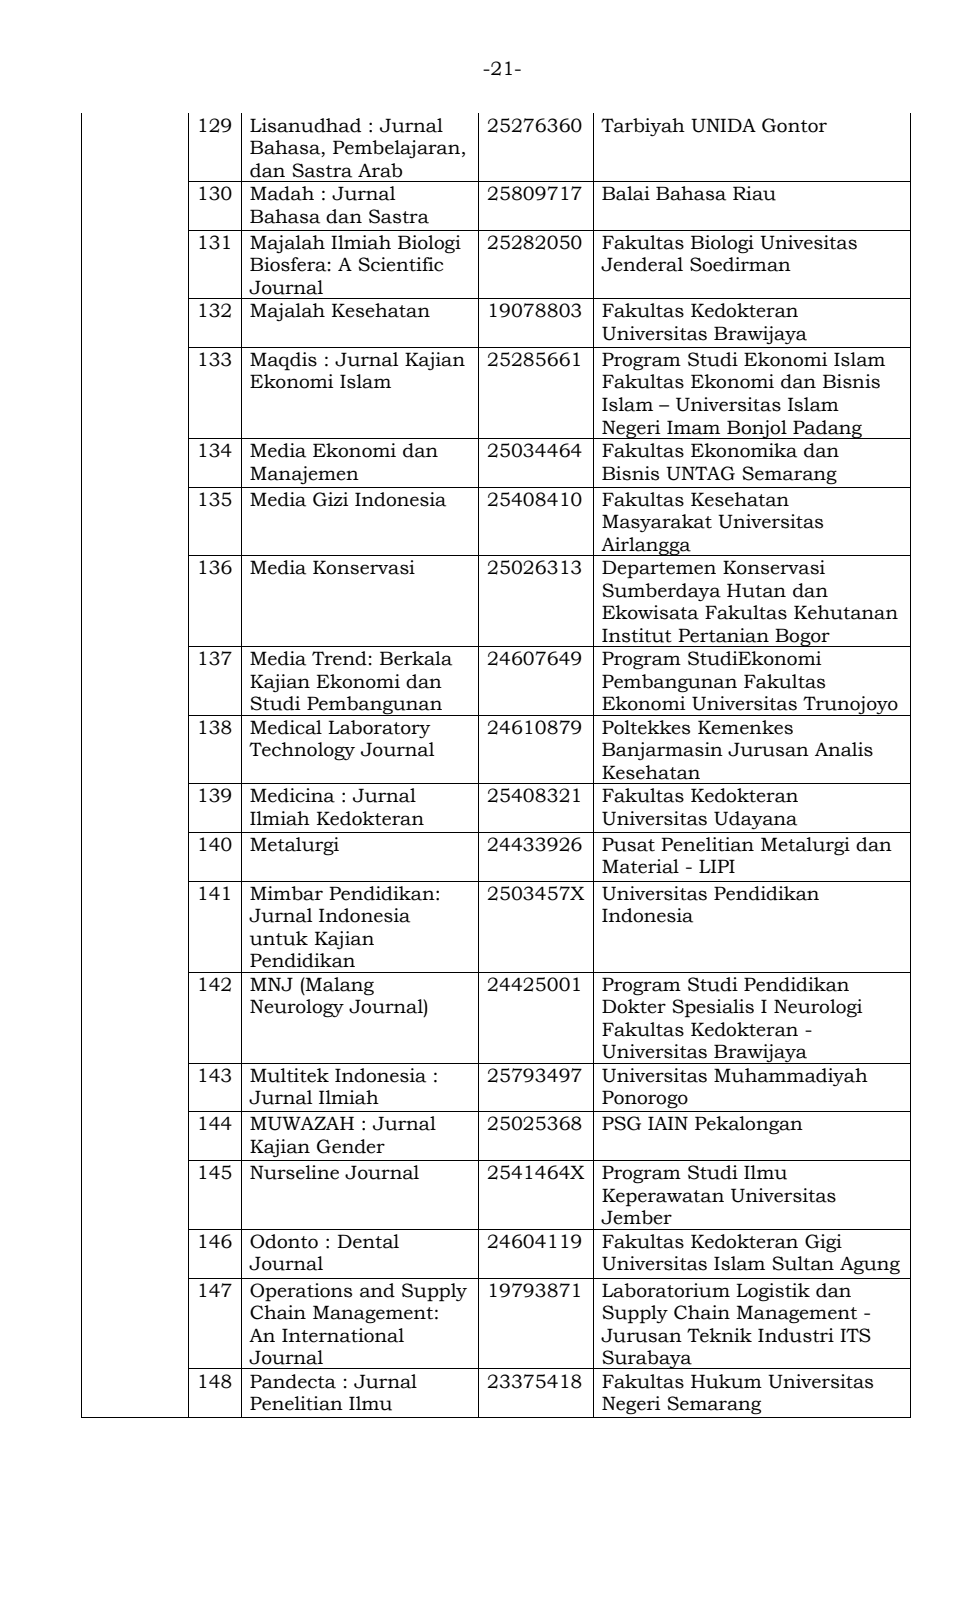 -21-
129 Lisanudhad : Jurnal 25276360 Tarbiyah UNIDA Gontor
Bahasa, Pembelajaran,
dan Sastra Arab
130 Madah : Jurnal 25809717 Balai Bahasa Riau
Bahasa dan Sastra
131 Majalah Ilmiah Biologi 25282050 Fakultas Biologi Univesitas
Biosfera: A Scientific Jenderal Soedirman
Journal
132 Majalah Kesehatan 19078803 Fakultas Kedokteran
Universitas Brawijaya
133 Maqdis : Jurnal Kajian 25285661 Program Studi Ekonomi Islam
Ekonomi Islam Fakultas Ekonomi dan Bisnis
Islam – Universitas Islam
Negeri Imam Bonjol Padang
134 Media Ekonomi dan 25034464 Fakultas Ekonomika dan
Manajemen Bisnis UNTAG Semarang
135 Media Gizi Indonesia 25408410 Fakultas Kesehatan
Masyarakat Universitas
Airlangga
136 Media Konservasi 25026313 Departemen Konservasi
Sumberdaya Hutan dan
Ekowisata Fakultas Kehutanan
Institut Pertanian Bogor
137 Media Trend: Berkala 24607649 Program StudiEkonomi
Kajian Ekonomi dan Pembangunan Fakultas
Studi Pembangunan Ekonomi Universitas Trunojoyo
138 Medical Laboratory 24610879 Poltekkes Kemenkes
Technology Journal Banjarmasin Jurusan Analis
Kesehatan
139 Medicina : Jurnal 25408321 Fakultas Kedokteran
Ilmiah Kedokteran Universitas Udayana
140 Metalurgi 24433926 Pusat Penelitian Metalurgi dan
Material - LIPI
141 Mimbar Pendidikan: 2503457X Universitas Pendidikan
Jurnal Indonesia Indonesia
untuk Kajian
Pendidikan
142 MNJ (Malang 24425001 Program Studi Pendidikan
Neurology Journal) Dokter Spesialis I Neurologi
Fakultas Kedokteran -
Universitas Brawijaya
143 Multitek Indonesia : 25793497 Universitas Muhammadiyah
Jurnal Ilmiah Ponorogo
144 MUWAZAH : Jurnal 25025368 PSG IAIN Pekalongan
Kajian Gender
145 Nurseline Journal 2541464X Program Studi Ilmu
Keperawatan Universitas
Jember
146 Odonto : Dental 24604119 Fakultas Kedokteran Gigi
Journal Universitas Islam Sultan Agung
147 Operations and Supply 19793871 Laboratorium Logistik dan
Chain Management: Supply Chain Management -
An International Jurusan Teknik Industri ITS
Journal Surabaya
148 Pandecta : Jurnal 23375418 Fakultas Hukum Universitas
Penelitian Ilmu Negeri Semarang